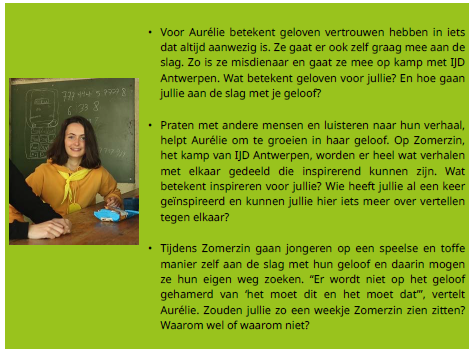 • Voor Aurélie betekent geloven vertrouwen hebben in iets
dat altijd aanwezig is. Ze gaat er ook zelf graag mee aan de
slag. Zo is ze misdienaar en gaat ze mee op kamp met IJD
Antwerpen. Wat betekent geloven voor jullie? En hoe gaan
jullie aan de slag met je geloof?
• Praten met andere mensen en luisteren naar hun verhaal,
helpt Aurélie om te groeien in haar geloof. Op Zomerzin,
het kamp van IJD Antwerpen, worden er heel wat verhalen
met elkaar gedeeld die inspirerend kunnen zijn. Wat
betekent inspireren voor jullie? Wie heeft jullie al een keer
geïnspireerd en kunnen jullie hier iets meer over vertellen
tegen elkaar?
• Tijdens Zomerzin gaan jongeren op een speelse en toffe
manier zelf aan de slag met hun geloof en daarin mogen
ze hun eigen weg zoeken. “Er wordt niet op het geloof
gehamerd van ‘het moet dit en het moet dat’”, vertelt
Aurélie. Zouden jullie zo een weekje Zomerzin zien zitten?
Waarom wel of waarom niet?